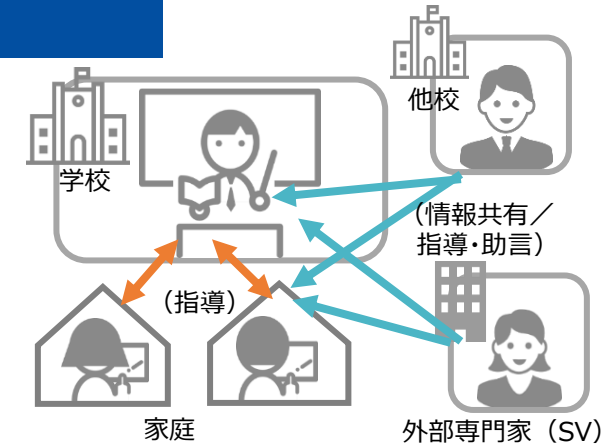 他校
学校
（情報共有／
指導・助言）
（指導）
家庭
外部専門家（SV）